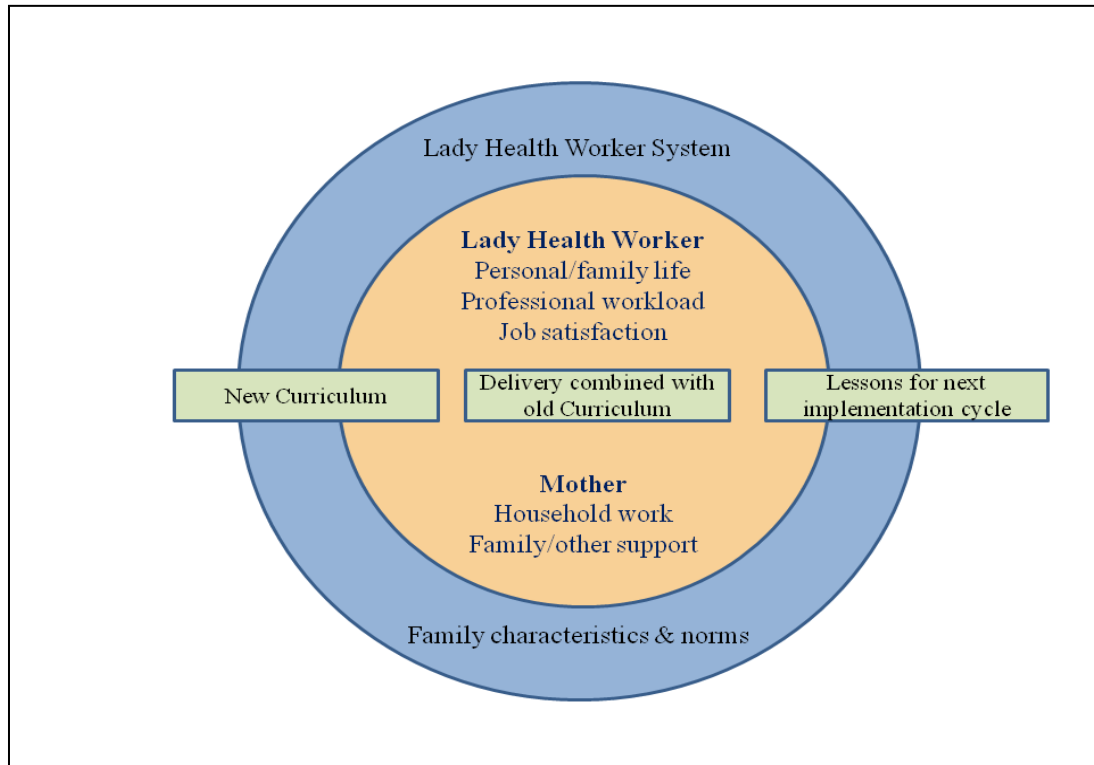 Lady Health Worker System
Lady Health Worker
Personal/family life
Professional workload
Job satisfaction
New Curriculum
Delivery combined with
old Curriculum
Lessons for next
implementation cycle
Mother
Household work
Family/other support
Family characteristics & norms